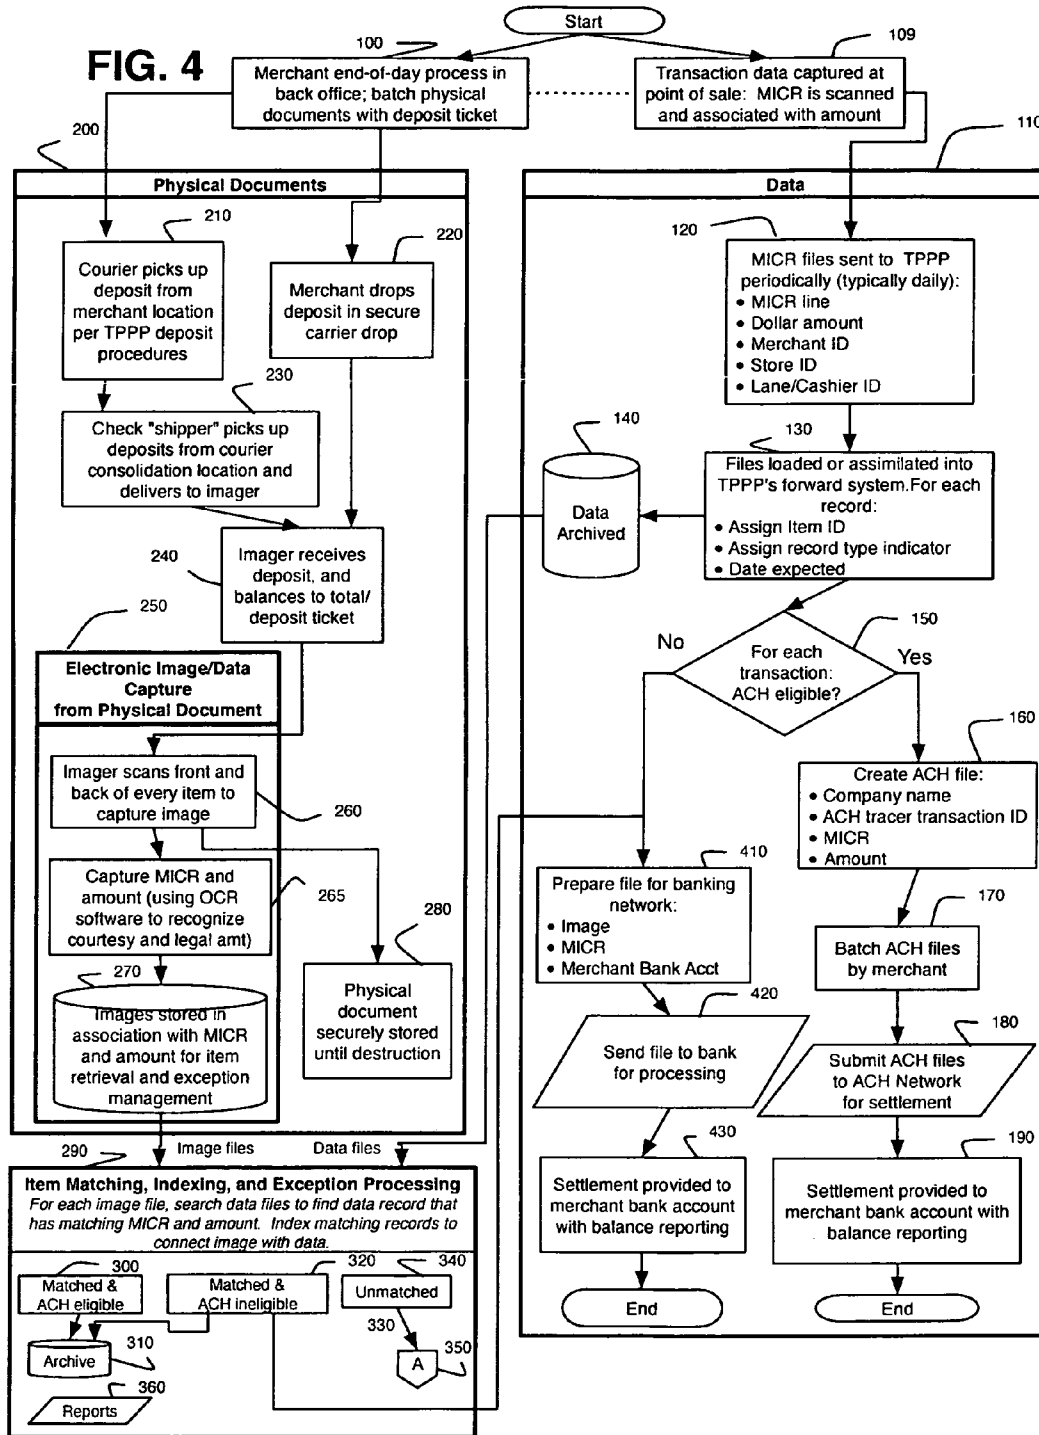 Start
FIG. 4
100
Merchant end-of-day process in
back office; batch physical
documents with deposit ticket
109
Transaction data captured at
point of sale: MICR is scanned
and associated with amount
200
Physical Documents
210
Courier picks up
deposit from
merchant location
per TPPP deposit
procedures
220
Merchant drops
deposit in secure
carrier drop
230
Check "shipper" picks up
deposits from courier
consolidation location and
delivers to imager
240
Imager receives
deposit, and
balances to total/
deposit ticket
250
Electronic Image/Data
Capture
from Physical Document
Imager scans front and
back of every item to
capture image
260
Capture MICR and
amount (using OCR
software to recognize
courtesy and legal amt)
265
270
Images stored in
association with MICR
and amount for item
retrieval and exception
management
280
Physical
document
securely stored
until destruction
110
Data
120
MICR files sent to TPPP
periodically (typically daily):
• MICR line
• Dollar amount
• Merchant ID
• Store ID
• Lane/Cashier ID
130
Files loaded or assimilated into
TPPP's forward system.For each
record:
• Assign Item ID
• Assign record type indicator
• Date expected
140
Data
Archived
150
No
For each
transaction:
ACH eligible?
Yes
160
Create ACH file:
• Company name
• ACH tracer transaction ID
• MICR
• Amount
410
Prepare file for banking
network:
• Image
• MICR
• Merchant Bank Acct
170
Batch ACH files
by merchant
420
Send file to bank
for processing
180
Submit ACH files
to ACH Network
for settlement
430
Settlement provided to
merchant bank account
with balance reporting
190
Settlement provided to
merchant bank account with
balance reporting
End
End
290
Image files
Data files
Item Matching, Indexing, and Exception Processing
For each image file, search data files to find data record that
has matching MICR and amount. Index matching records to
connect image with data.
300
Matched &
ACH eligible
320
Matched &
ACH ineligible
340
Unmatched
330
310
Archive
A
350
360
Reports